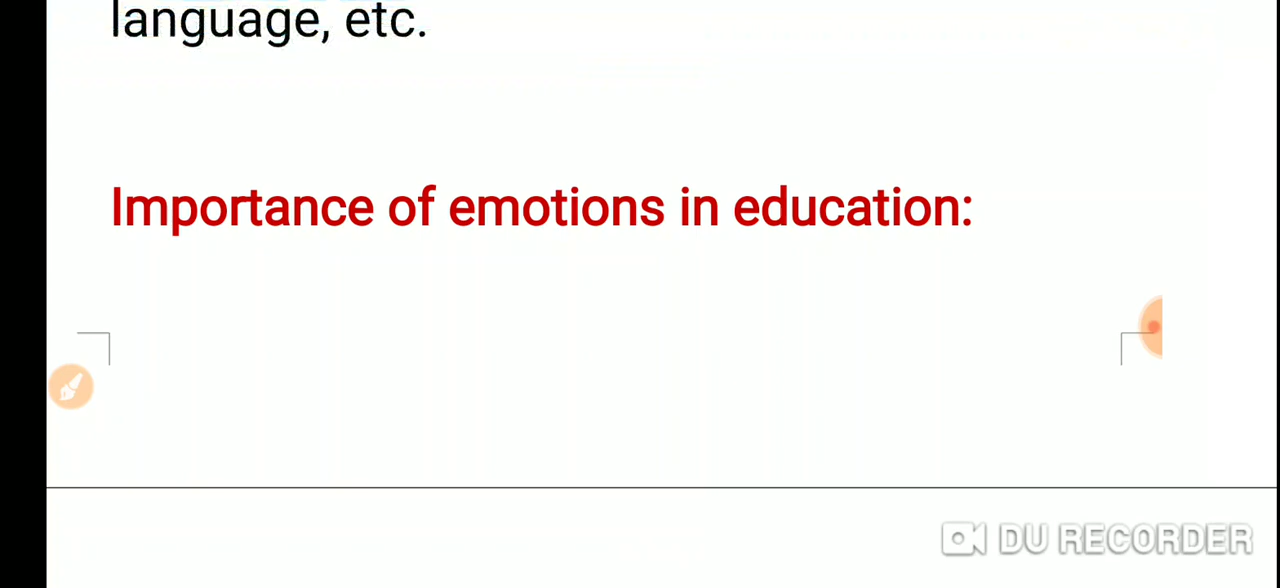 language, etc.
Importance of emotions in education:
DU RECORDER